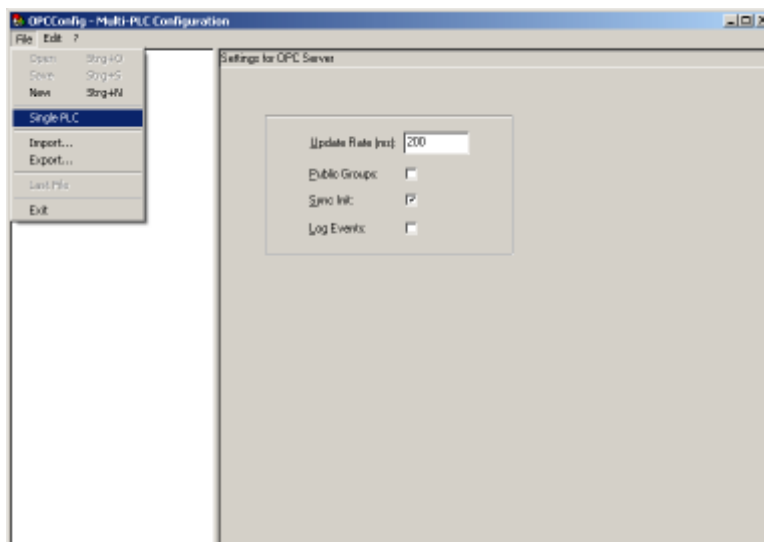 OPCConfig - Multi-PLC Configuration
File Edit ?
Open Strg+O
Save Strg+S
New Strg+N
Single PLC
Import...
Export...
Last File
Exit
Settings for OPC Server
Update Rate (ms): 200
Public Groups:
Sync Init:
Log Events: